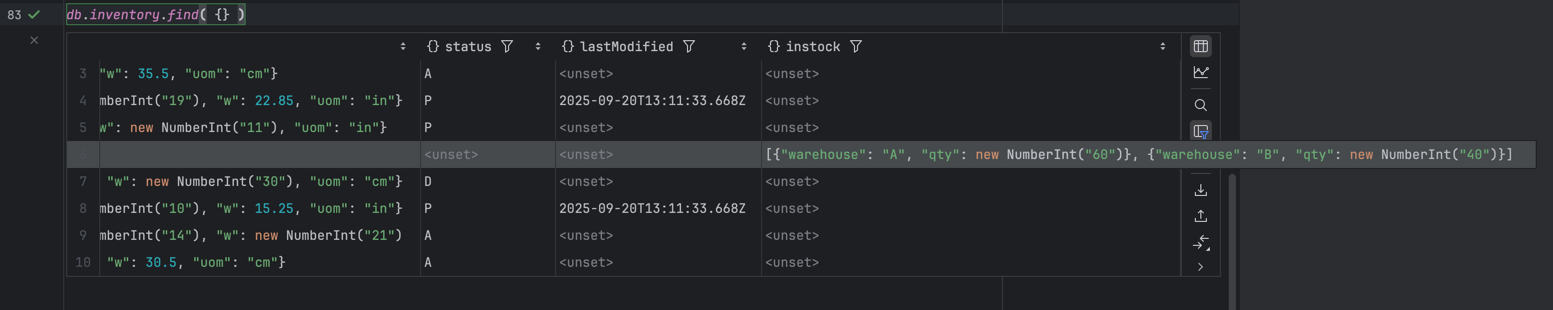 83 db.inventory.find( {} )
{} status {} lastModified {} instock
3 "w": 35.5, "uom": "cm"} A <unset> <unset>
4 mberInt("19"), "w": 22.85, "uom": "in"} P 2025-09-20T13:11:33.668Z <unset>
5 w": new NumberInt("11"), "uom": "in"} P <unset> <unset>
6 <unset> <unset> [{"warehouse": "A", "qty": new NumberInt("60")}, {"warehouse": "B", "qty": new NumberInt("40")}]
7 "w": new NumberInt("30"), "uom": "cm"} D <unset> <unset>
8 mberInt("10"), "w": 15.25, "uom": "in"} P 2025-09-20T13:11:33.668Z <unset>
9 mberInt("14"), "w": new NumberInt("21") A <unset> <unset>
10 "w": 30.5, "uom": "cm"} A <unset> <unset>